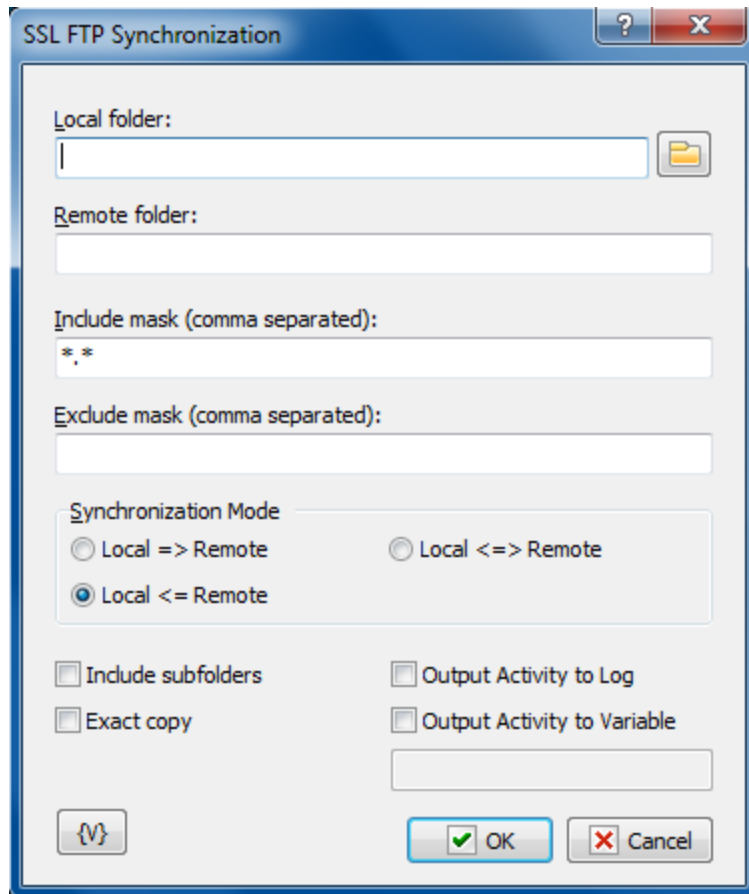 SSL FTP Synchronization
?
Local folder:
Remote folder:
Include mask (comma separated):
*.*
Exclude mask (comma separated):
Synchronization Mode
Local => Remote
Local <=> Remote
Local <= Remote
Include subfolders
Output Activity to Log
Exact copy
Output Activity to Variable
{V}
OK
Cancel